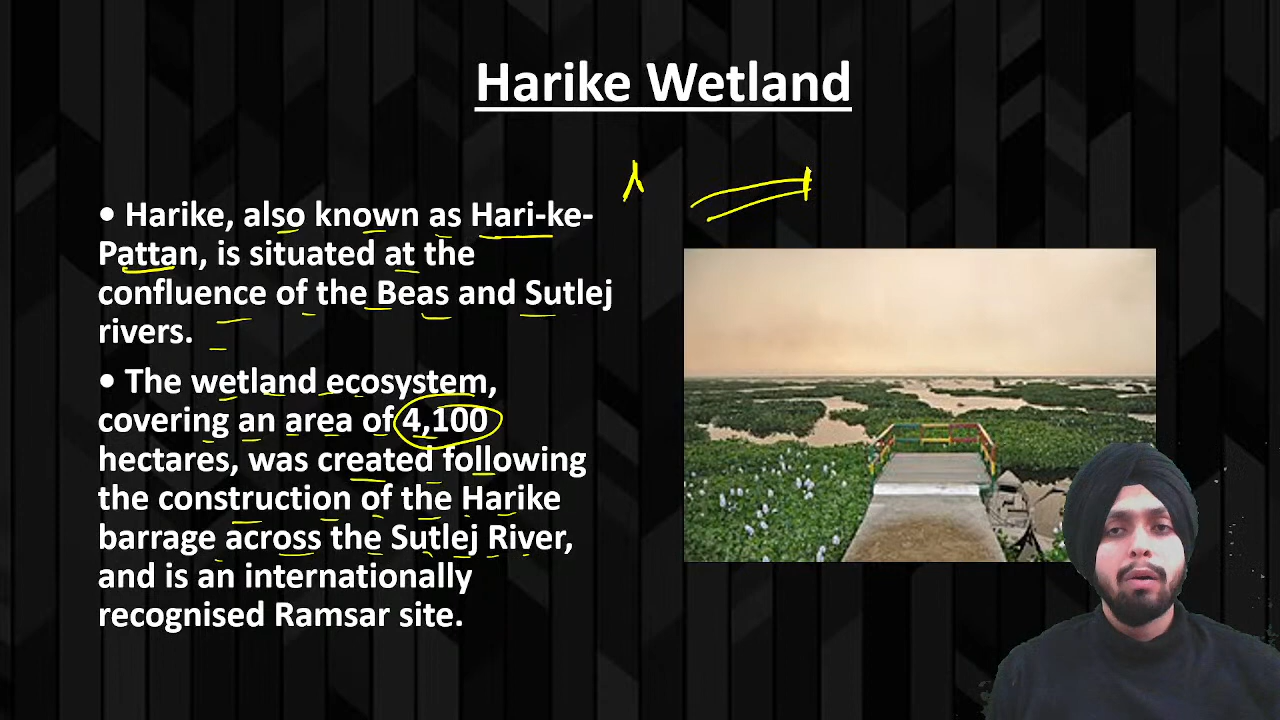 Harike Wetland
• Harike, also known as Hari-ke-
Pattan, is situated at the
confluence of the Beas and Sutlej
rivers.
• The wetland ecosystem,
covering an area of 4,100
hectares, was created following
the construction of the Harike
barrage across the Sutlej River,
and is an internationally
recognised Ramsar site.